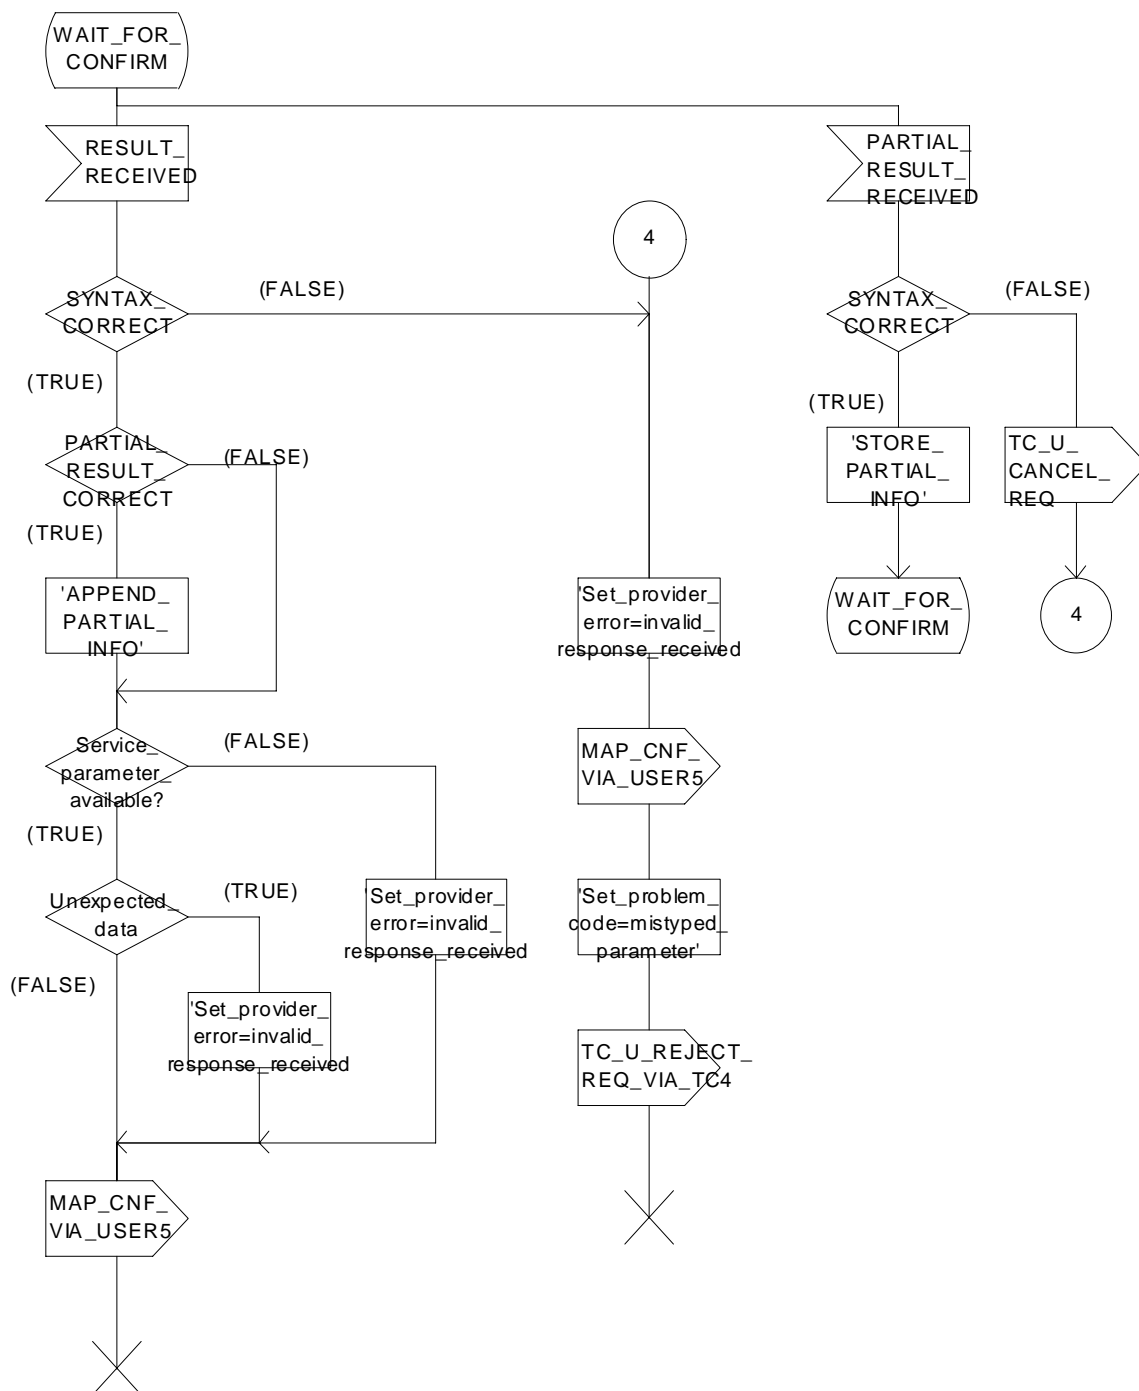 WAIT_FOR_
CONFIRM
RESULT_
RECEIVED
PARTIAL_
RESULT_
RECEIVED
4
SYNTAX_
CORRECT
(FALSE)
SYNTAX_
CORRECT
(FALSE)
(TRUE)
(TRUE)
PARTIAL_
RESULT_
CORRECT
(FALSE)
'STORE_
PARTIAL_
INFO'
TC_U_
CANCEL_
REQ
(TRUE)
'APPEND_
PARTIAL_
INFO'
'Set_provider_
error=invalid_
response_received
WAIT_FOR_
CONFIRM
4
Service_
parameter_
available?
(FALSE)
MAP_CNF_
VIA_USER5
(TRUE)
Unexpected_
data
(TRUE)
'Set_provider_
error=invalid_
response_received
'Set_problem_
code=mistyped_
parameter'
(FALSE)
'Set_provider_
error=invalid_
response_received
TC_U_REJECT_
REQ_VIA_TC4
MAP_CNF_
VIA_USER5